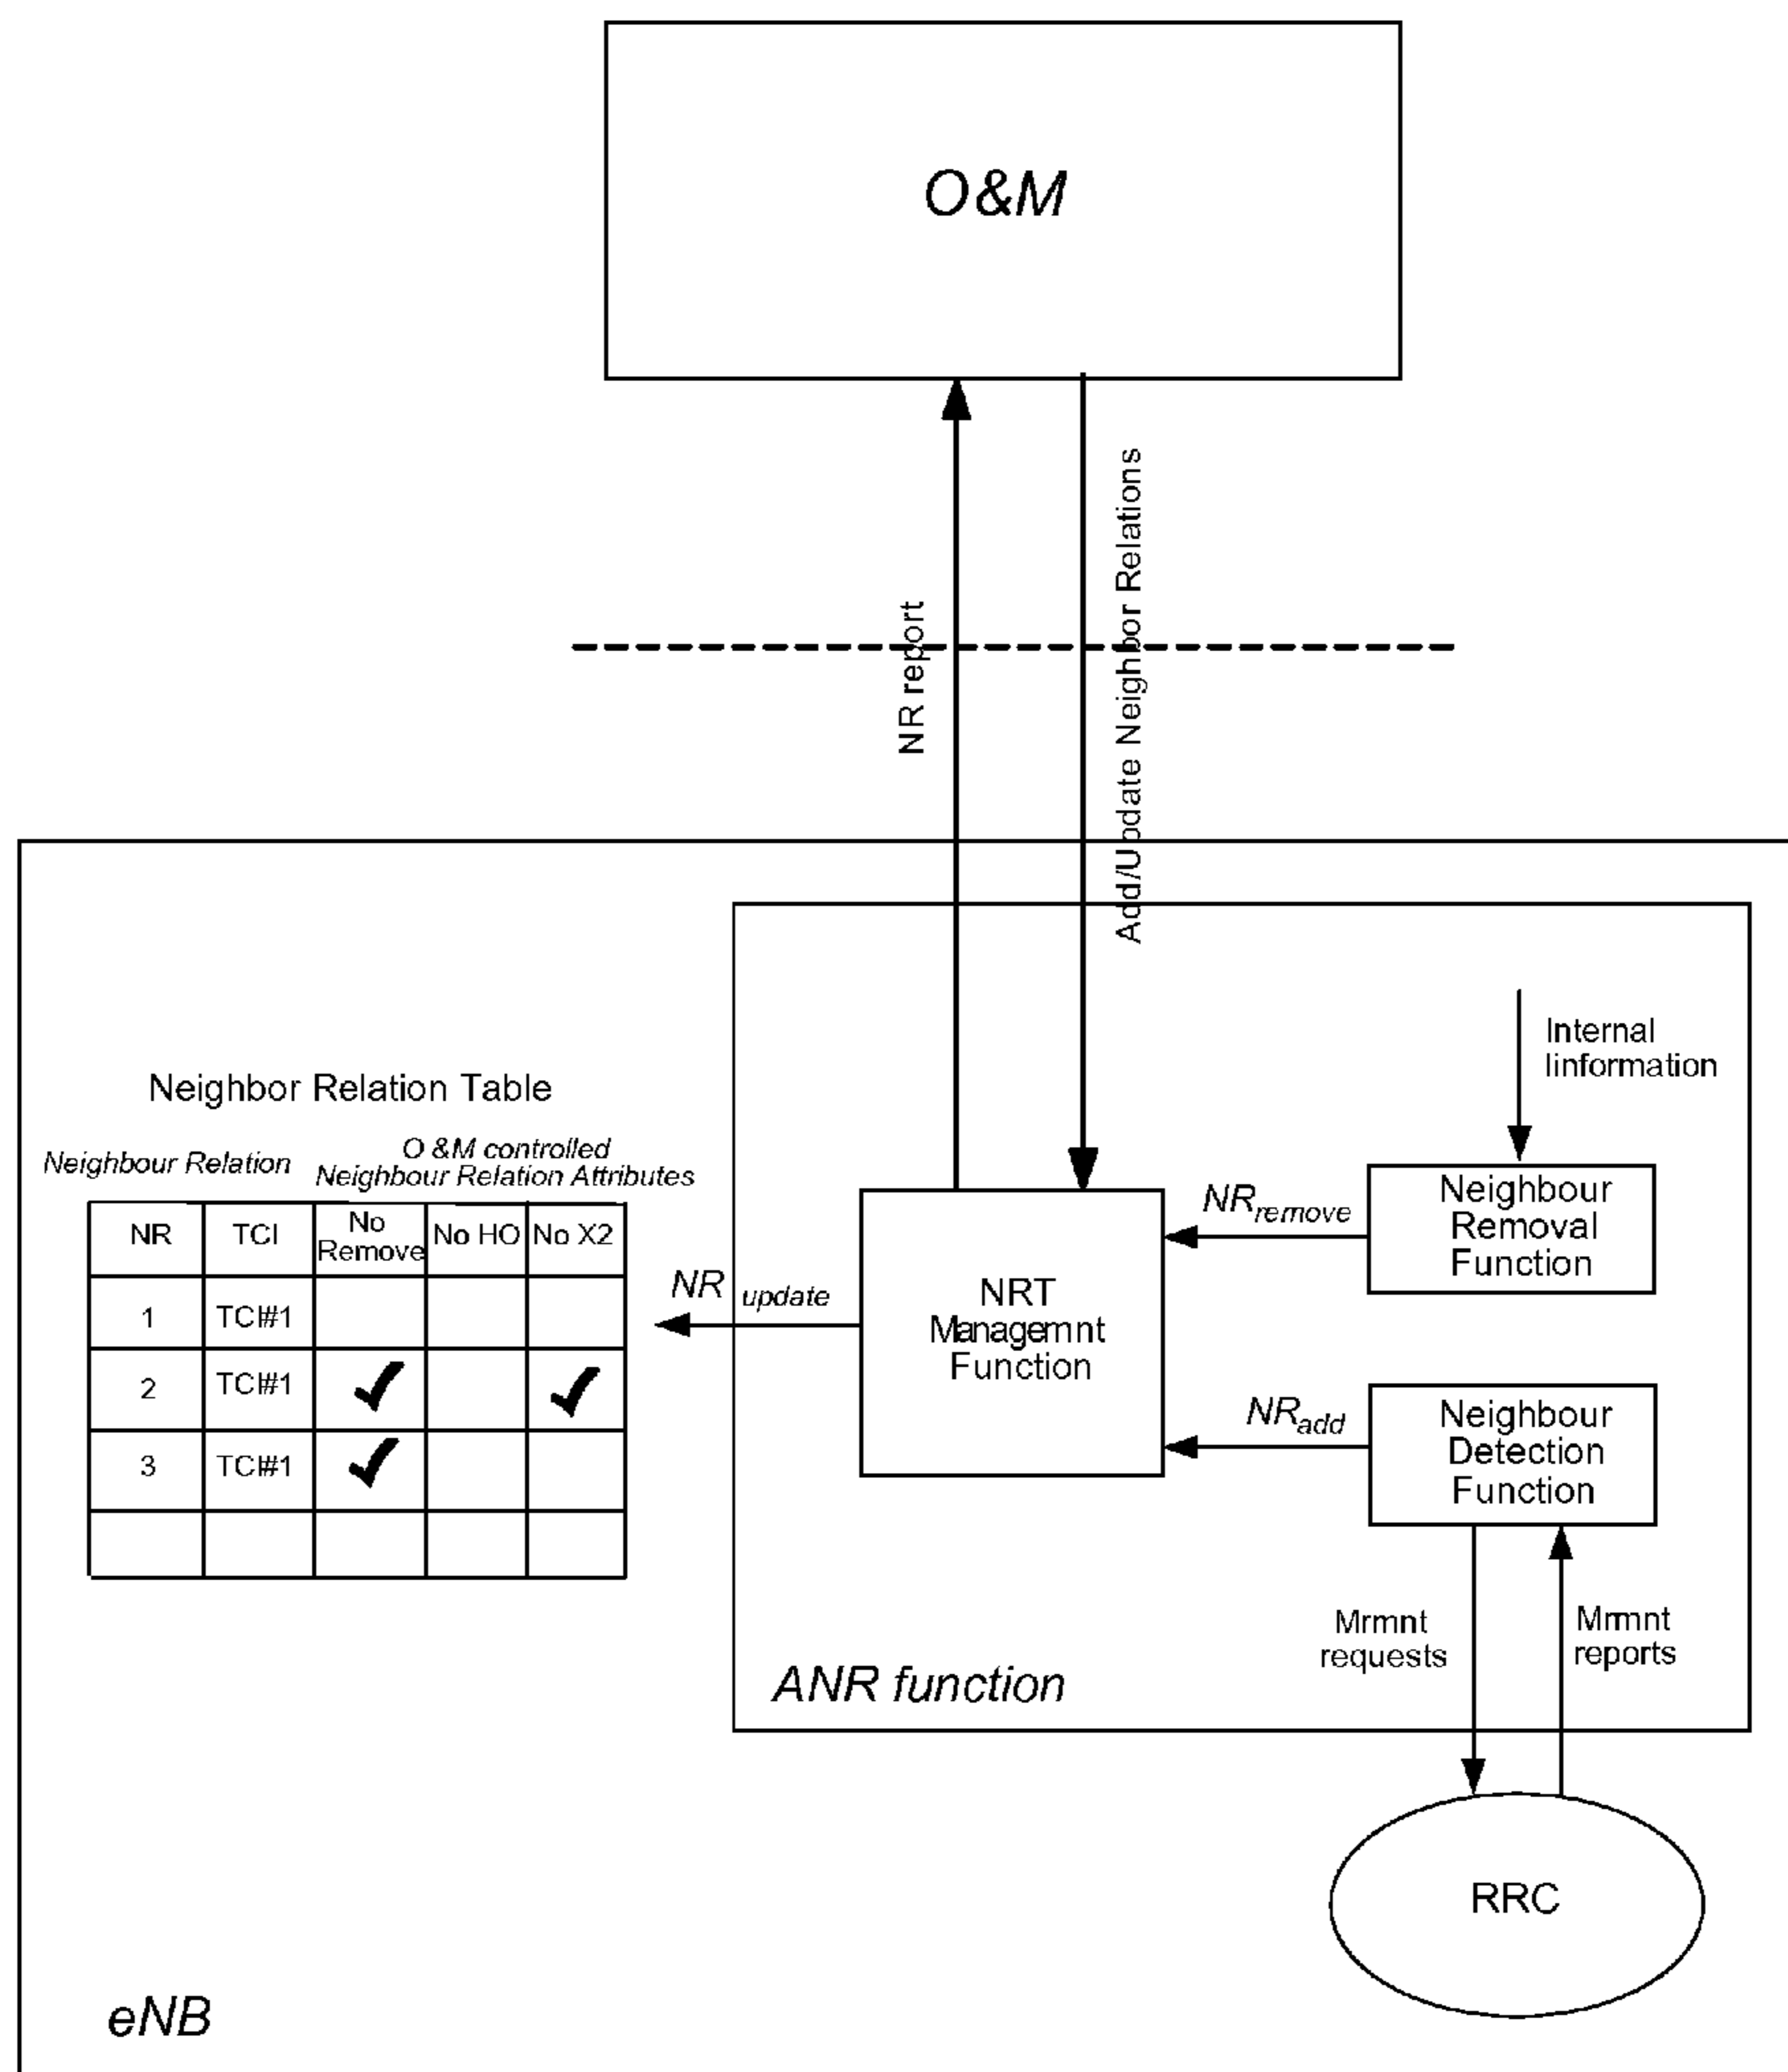 O&M
NR report
Add/Update Neighbor Relations
Internal
Iinformation
Neighbor Relation Table
Neighbour Relation
O &M controlled
Neighbour Relation Attributes
NR TCI No Remove No HO No X2
1 TCI#1
2 TCI#1 ✓ ✓
3 TCI#1 ✓
NR update
NRT
Managemnt
Function
NRremove
Neighbour
Removal
Function
NRadd
Neighbour
Detection
Function
Mrmnt
requests
Mrmnt
reports
ANR function
RRC
eNB